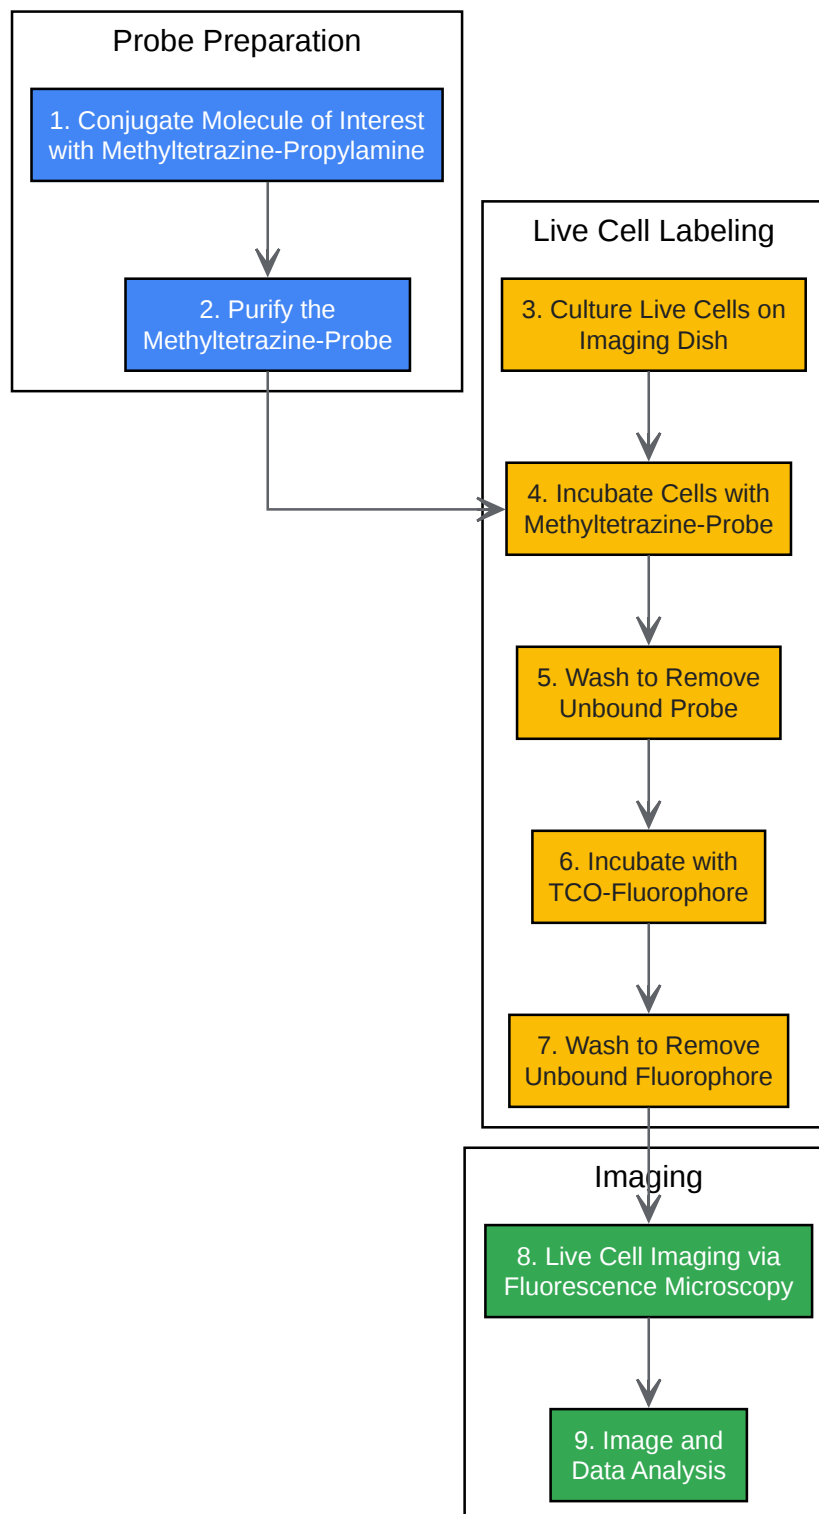 Probe Preparation
1. Conjugate Molecule of Interest
with Methyltetrazine-Propylamine
2. Purify the
Methyltetrazine-Probe
Live Cell Labeling
3. Culture Live Cells on
Imaging Dish
4. Incubate Cells with
Methyltetrazine-Probe
5. Wash to Remove
Unbound Probe
6. Incubate with
TCO-Fluorophore
7. Wash to Remove
Unbound Fluorophore
Imaging
8. Live Cell Imaging via
Fluorescence Microscopy
9. Image and
Data Analysis